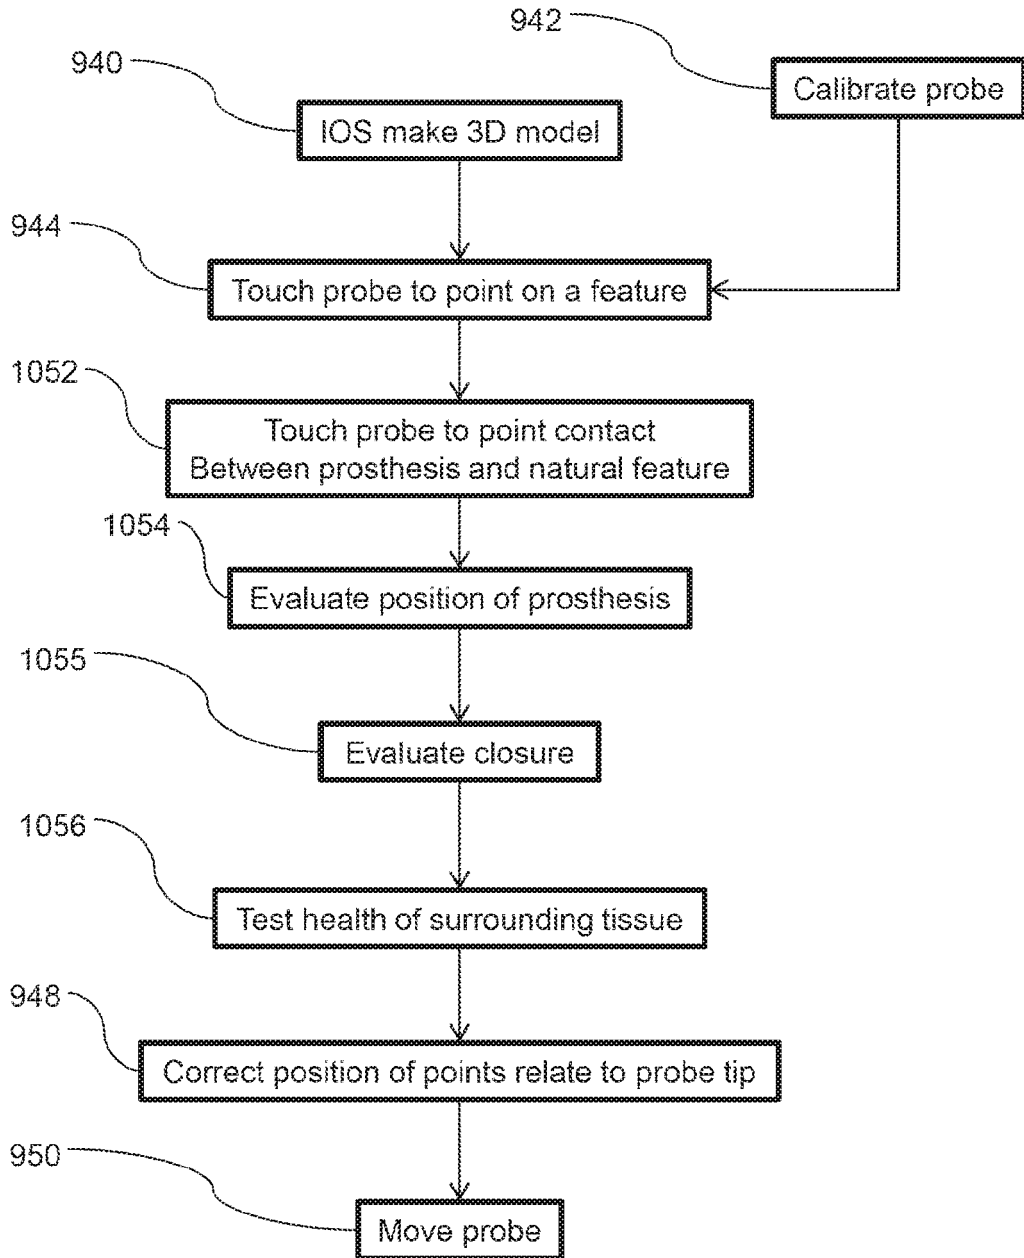 942
Calibrate probe
940
IOS make 3D model
944
Touch probe to point on a feature
1052
Touch probe to point contact
Between prosthesis and natural feature
1054
Evaluate position of prosthesis
1055
Evaluate closure
1056
Test health of surrounding tissue
948
Correct position of points relate to probe tip
950
Move probe